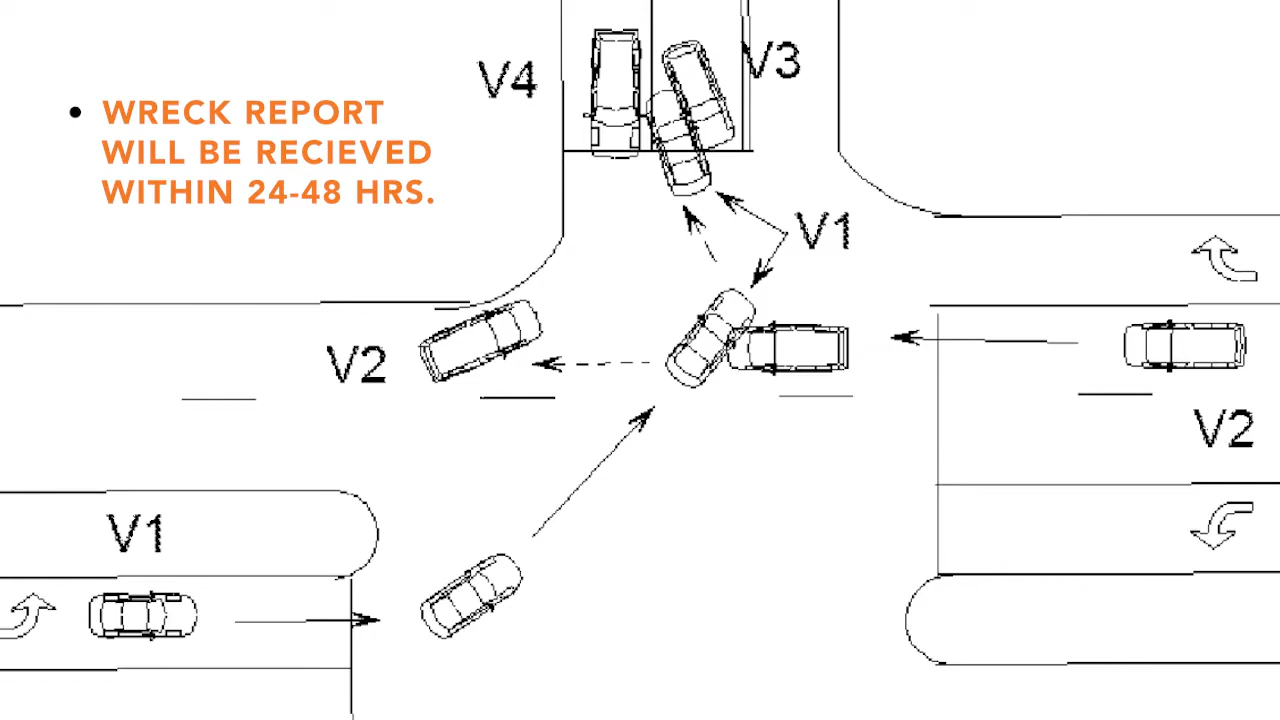 • WRECK REPORT
WILL BE RECIEVED
WITHIN 24-48 HRS.
V4
V3
V1
V2
V2
V1